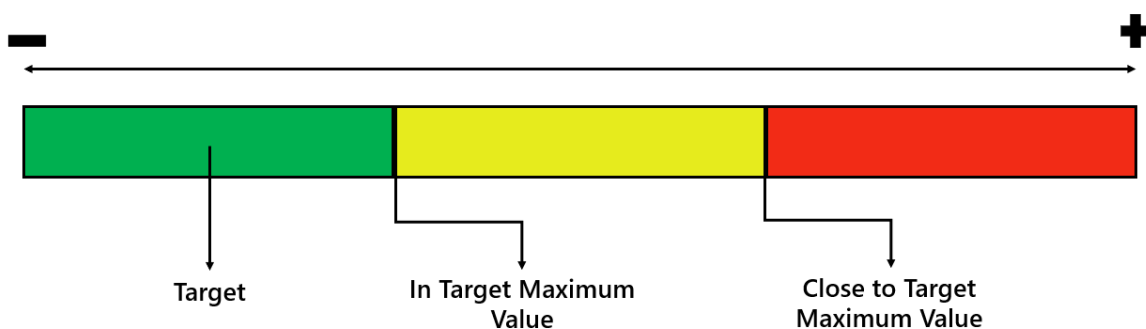 Target
In Target Maximum
Value
Close to Target
Maximum Value